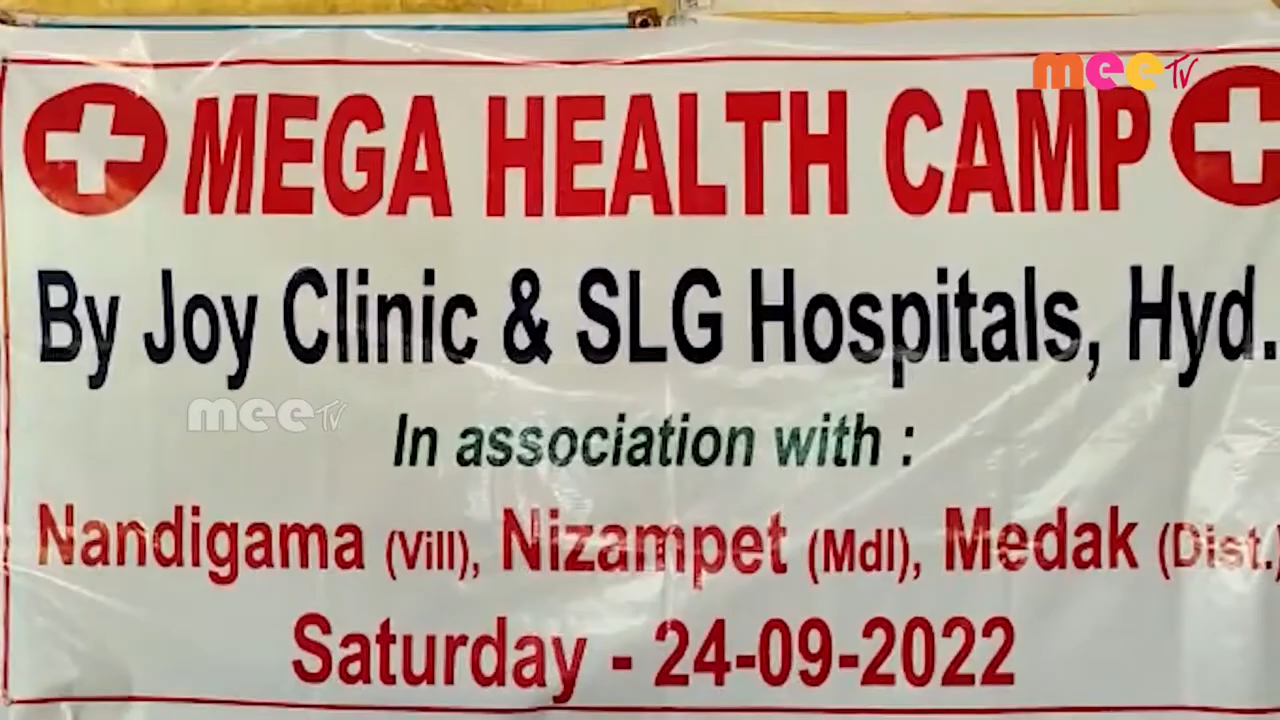 mee TV
MEGA HEALTH CAMP
By Joy Clinic & SLG Hospitals, Hyd.
mee TV
In association with :
Nandigama (Vill), Nizampet (Mdl), Medak (Dist.)
Saturday - 24-09-2022